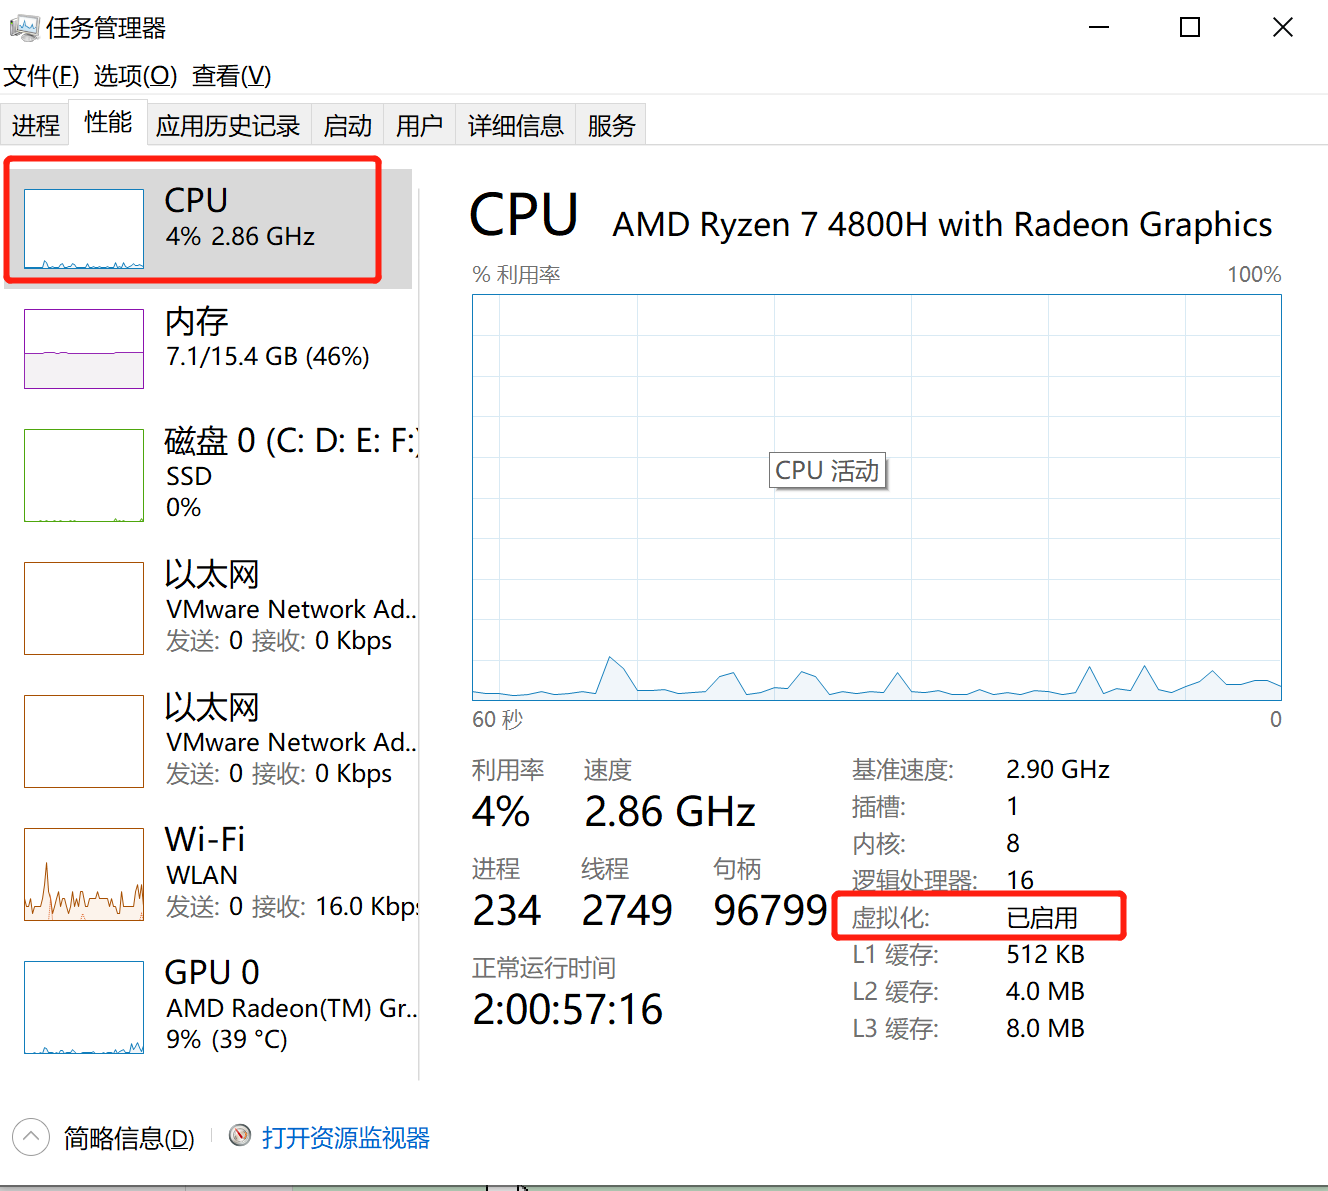 任务管理器
文件(F) 选项(O) 查看(V)
进程 性能 应用历史记录 启动 用户 详细信息 服务
CPU
4% 2.86 GHz
内存
7.1/15.4 GB (46%)
磁盘 0 (C: D: E: F:)
SSD
0%
以太网
VMware Network Ad...
发送: 0 接收: 0 Kbps
以太网
VMware Network Ad...
发送: 0 接收: 0 Kbps
Wi-Fi
WLAN
发送: 0 接收: 16.0 Kbps
GPU 0
AMD Radeon(TM) Gr...
9% (39 °C)
CPU AMD Ryzen 7 4800H with Radeon Graphics
% 利用率 100%
CPU 活动
60 秒 0
利用率 速度
4% 2.86 GHz
进程 线程 句柄
234 2749 96799
正常运行时间
2:00:57:16
基准速度: 2.90 GHz
插槽: 1
内核: 8
逻辑处理器: 16
虚拟化: 已启用
L1 缓存: 512 KB
L2 缓存: 4.0 MB
L3 缓存: 8.0 MB
简略信息(D) 打开资源监视器